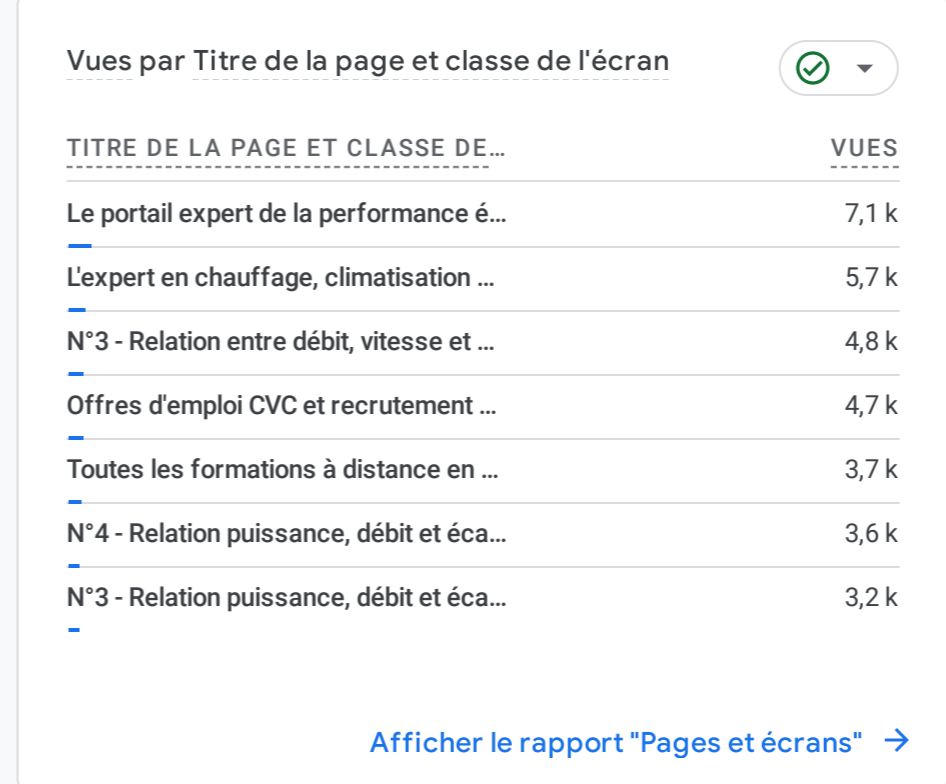 Vues par Titre de la page et classe de l'écran
TITRE DE LA PAGE ET CLASSE DE… VUES
Le portail expert de la performance é… 7,1 k
L'expert en chauffage, climatisation … 5,7 k
N°3 - Relation entre débit, vitesse et … 4,8 k
Offres d'emploi CVC et recrutement … 4,7 k
Toutes les formations à distance en … 3,7 k
N°4 - Relation puissance, débit et éca… 3,6 k
N°3 - Relation puissance, débit et éca… 3,2 k
Afficher le rapport "Pages et écrans" →